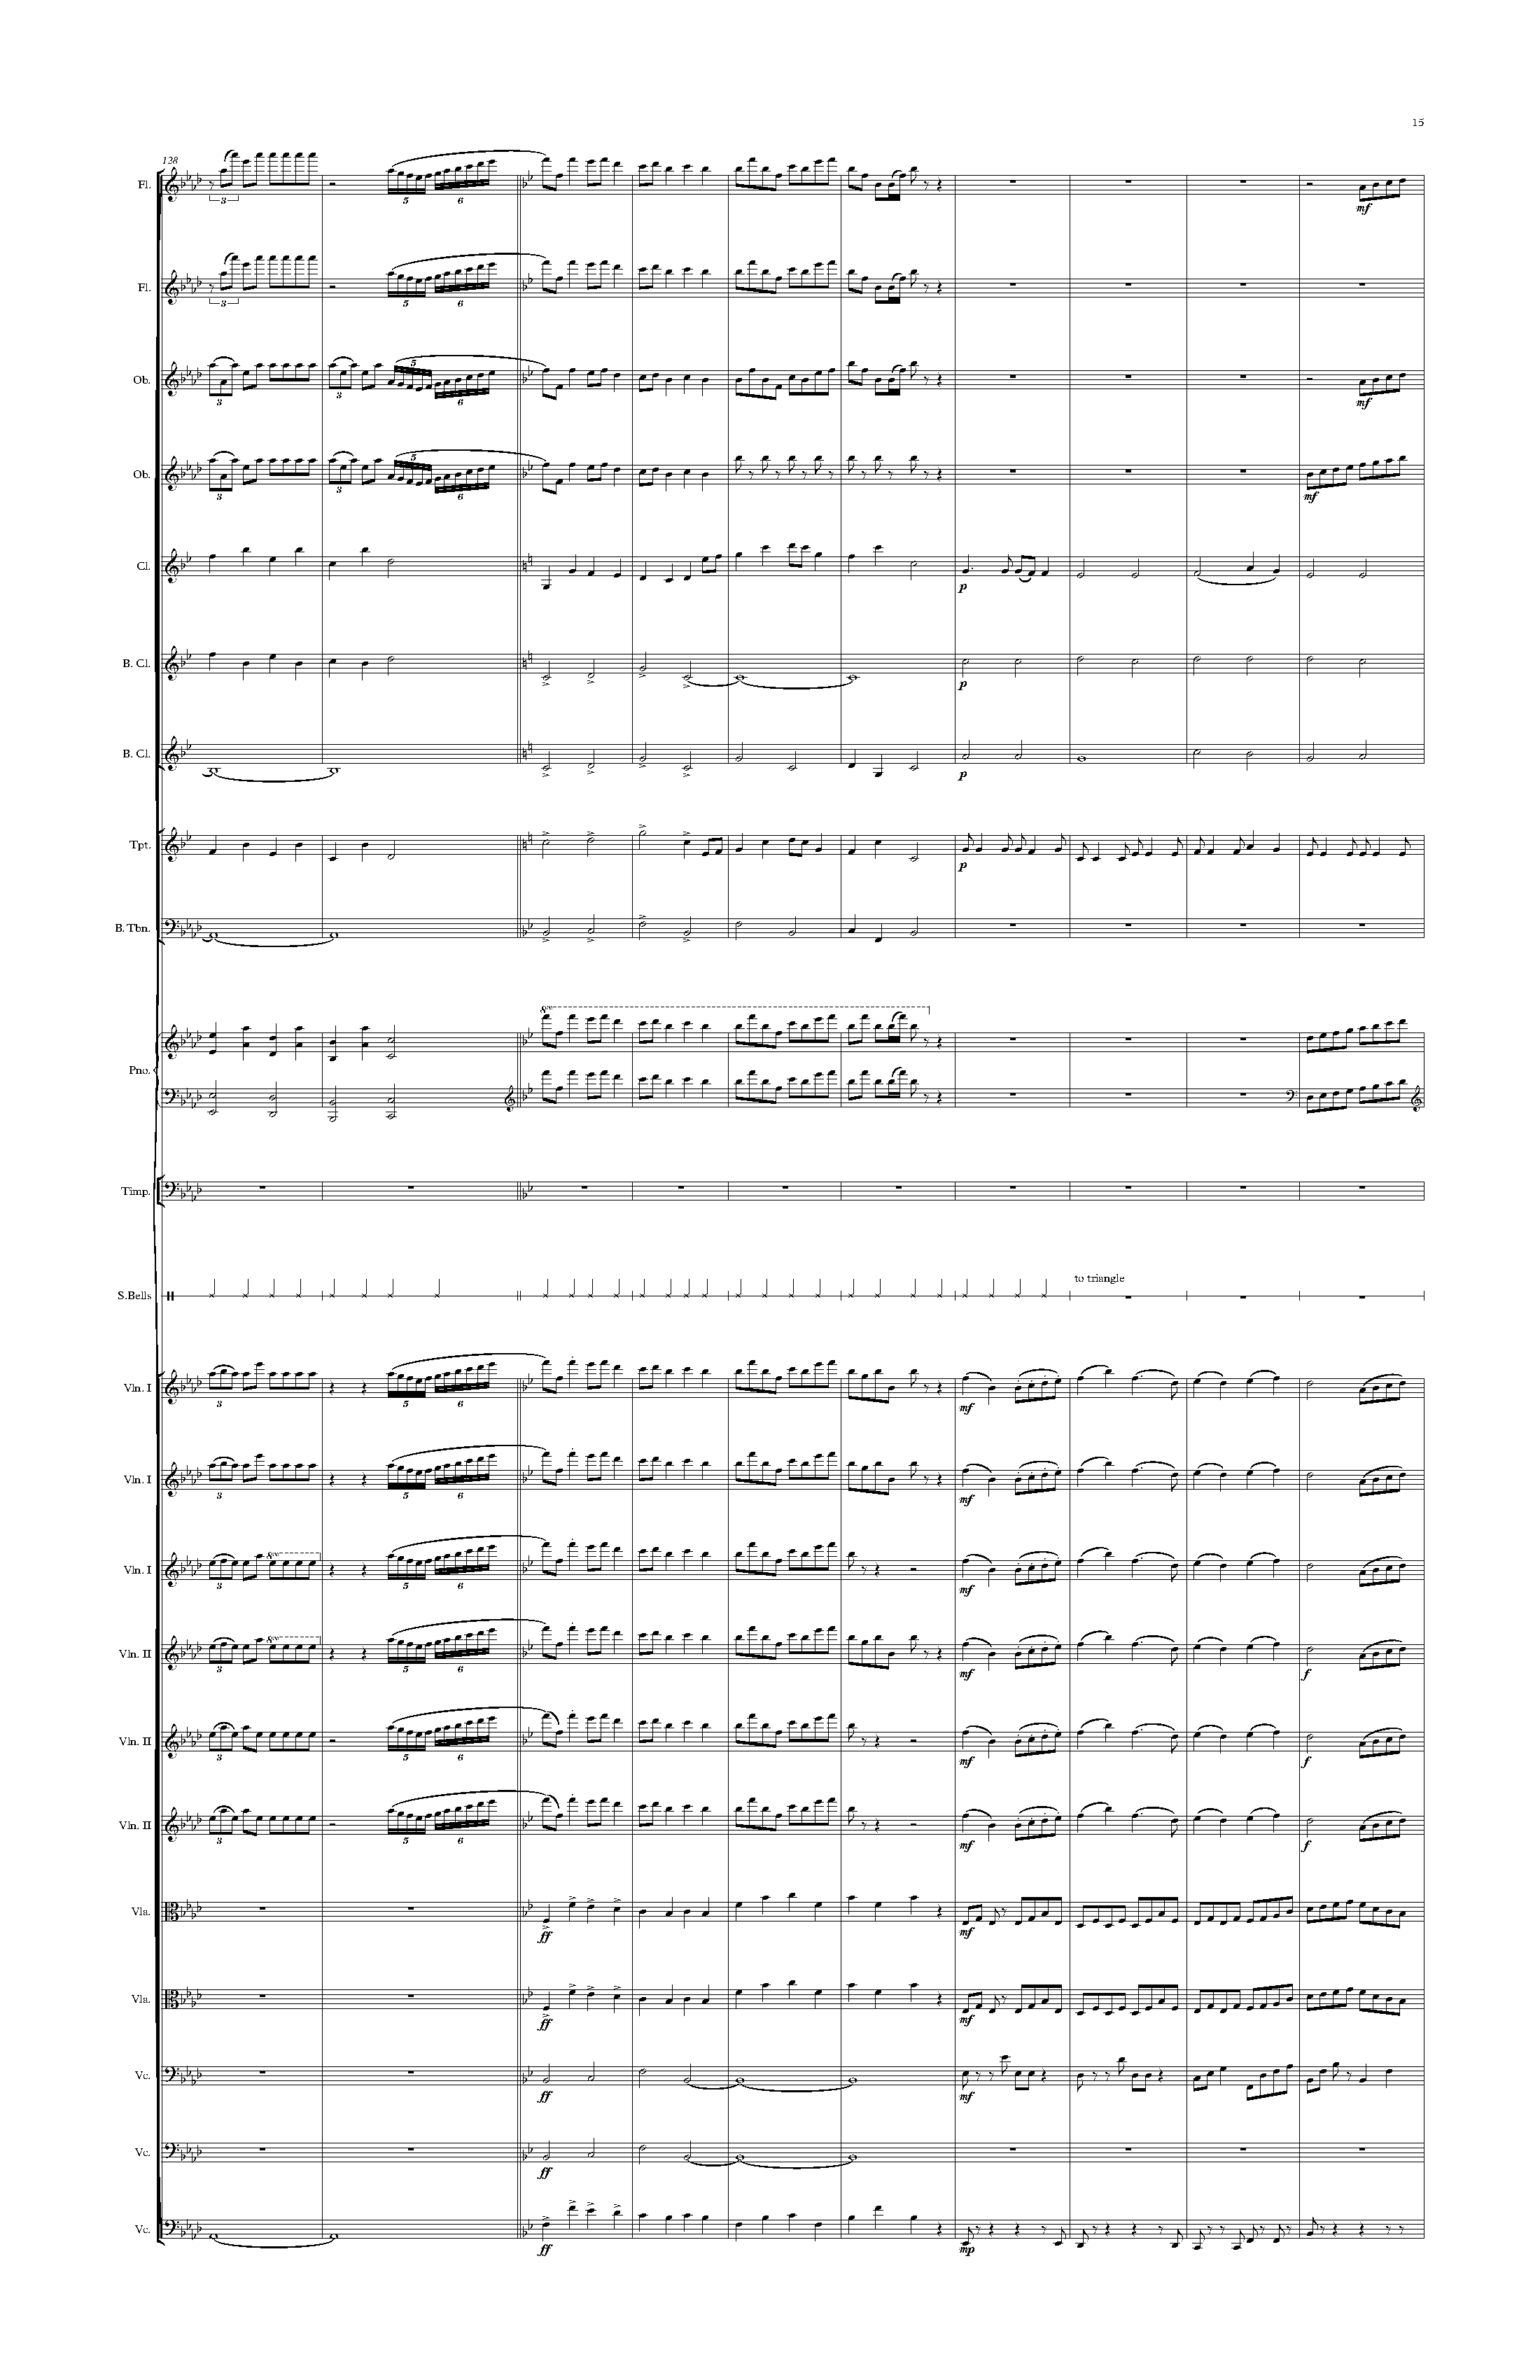 15
128
Fl.
3
5
6
mf
Fl.
3
5
6
Ob.
3
3
5
6
mf
Ob.
3
3
5
6
mf
Cl.
p
B. Cl.
p
B. Cl.
p
Tpt.
p
B. Tbn.
8va
Pno.
Timp.
to triangle
S.Bells
Vln. I
3
5
6
mf
Vln. I
3
5
6
mf
8va
Vln. I
3
5
6
mf
8va
Vln. II
3
5
6
mf
f
Vln. II
3
5
6
mf
f
Vln. II
3
5
6
mf
f
Vla.
ff
mf
Vla.
ff
mf
Vc.
ff
mf
Vc.
ff
Vc.
ff
mp